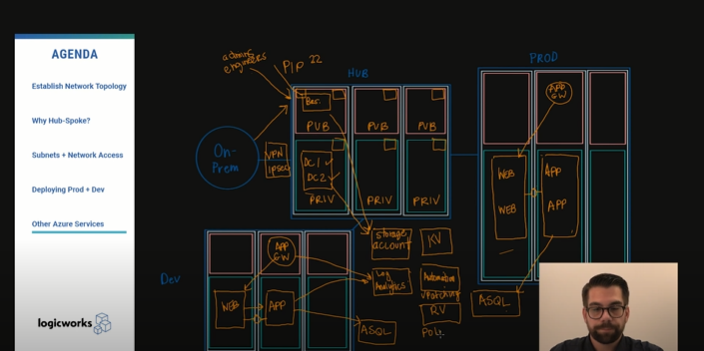 AGENDA
Establish Network Topology
Why Hub-Spoke?
Subnets + Network Access
Deploying Prod + Dev
Other Azure Services
logicworks
engineers
PIP 22
HUB
PROD
Bas.
PUB
PUB
PUB
On-
Prem
VPN
IPSEC
DC1 ✓
DC2 ✓
PRIV
PRIV
PRIV
APP
GW
WEB
WEB
APP
APP
ASQL
Storage
account
KV
Log
Analytics
Automation
Patching
RV
POL
Dev
APP
GW
WEB
APP
ASQL